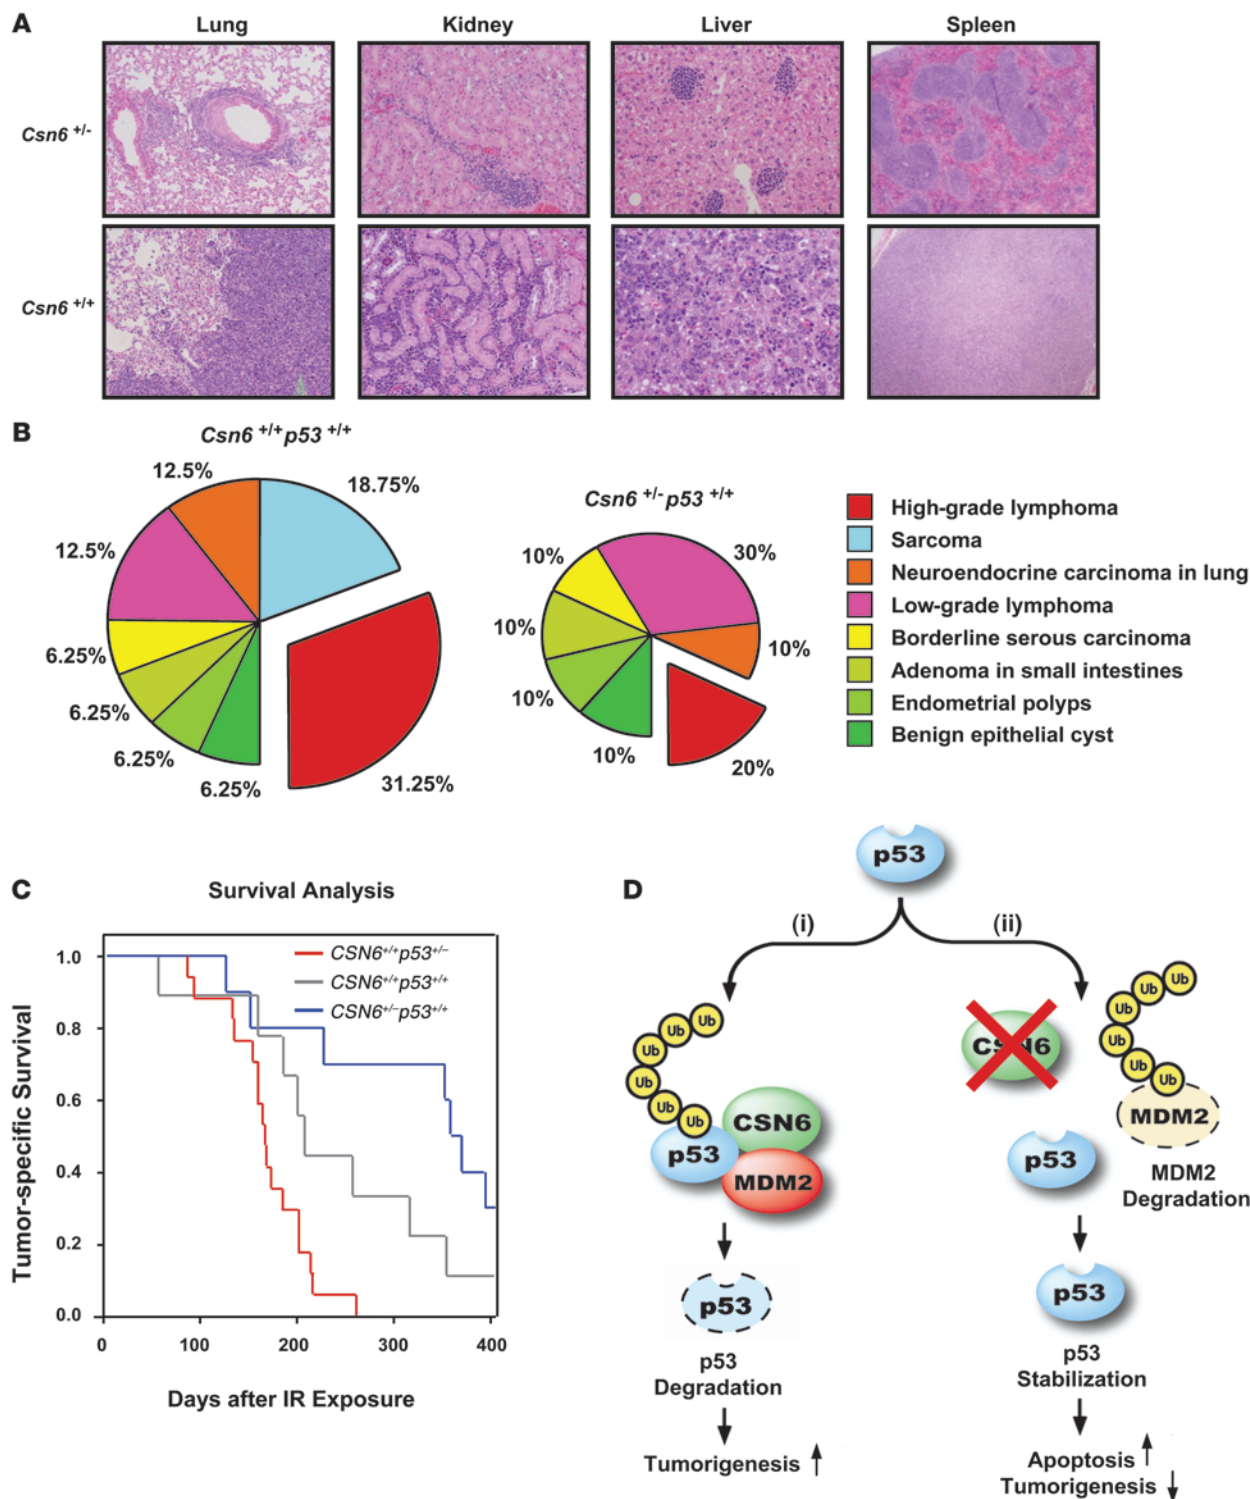 A
Lung Kidney Liver Spleen
Csn6 +/-
Csn6 +/+
B
Csn6 +/+ p53 +/+
12.5%
18.75%
12.5%
6.25%
6.25%
6.25%
6.25%
31.25%
Csn6 +/- p53 +/+
10%
30%
10%
10%
10%
10%
20%
High-grade lymphoma
Sarcoma
Neuroendocrine carcinoma in lung
Low-grade lymphoma
Borderline serous carcinoma
Adenoma in small intestines
Endometrial polyps
Benign epithelial cyst
C
Survival Analysis
CSN6+/+p53+/−
CSN6+/+p53+/+
CSN6+/−p53+/+
Tumor-specific Survival
1.0
0.8
0.6
0.4
0.2
0.0
0 100 200 300 400
Days after IR Exposure
D
p53
(i) (ii)
Ub
Ub
Ub
Ub
Ub
Ub
CSN6
p53
MDM2
p53
p53
Degradation
Tumorigenesis ↑
CSN6
Ub
Ub
Ub
Ub
Ub
MDM2
p53
MDM2
Degradation
p53
p53
Stabilization
Apoptosis ↑
Tumorigenesis ↓